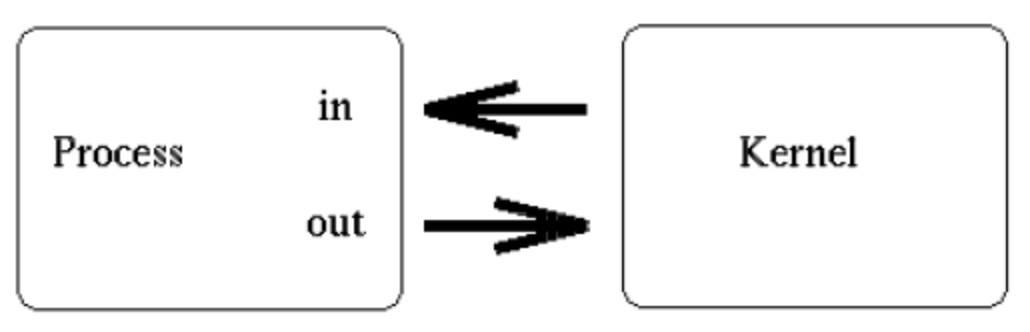 in
Process
out
Kernel